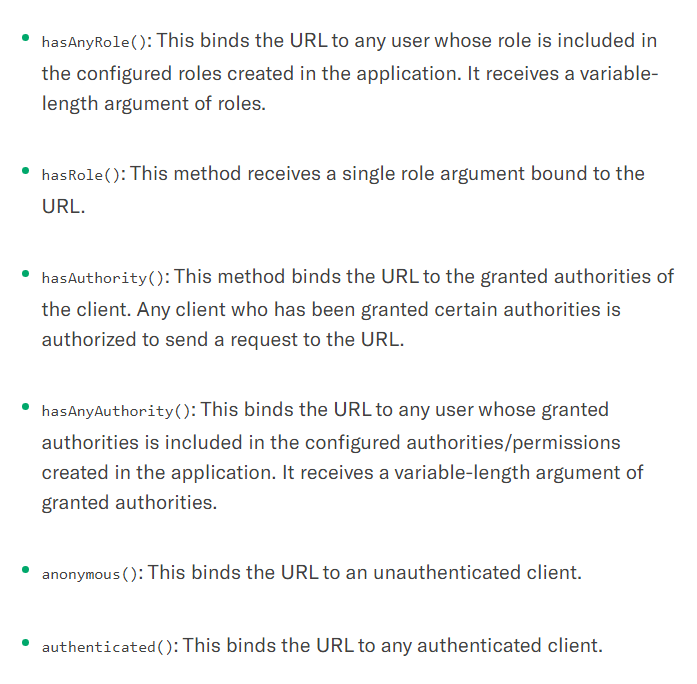 hasAnyRole(): This binds the URL to any user whose role is included in
the configured roles created in the application. It receives a variable-
length argument of roles.
hasRole(): This method receives a single role argument bound to the
URL.
hasAuthority(): This method binds the URL to the granted authorities of
the client. Any client who has been granted certain authorities is
authorized to send a request to the URL.
hasAnyAuthority(): This binds the URL to any user whose granted
authorities is included in the configured authorities/permissions
created in the application. It receives a variable-length argument of
granted authorities.
anonymous(): This binds the URL to an unauthenticated client.
authenticated(): This binds the URL to any authenticated client.